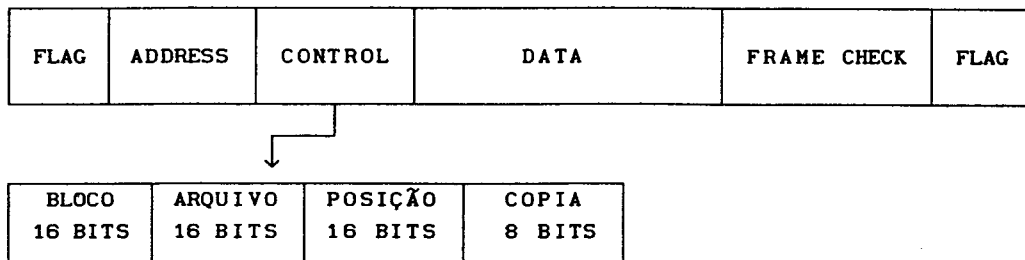 FLAG ADDRESS CONTROL DATA FRAME CHECK FLAG
BLOCO ARQUIVO POSIÇÃO COPIA
16 BITS 16 BITS 16 BITS 8 BITS